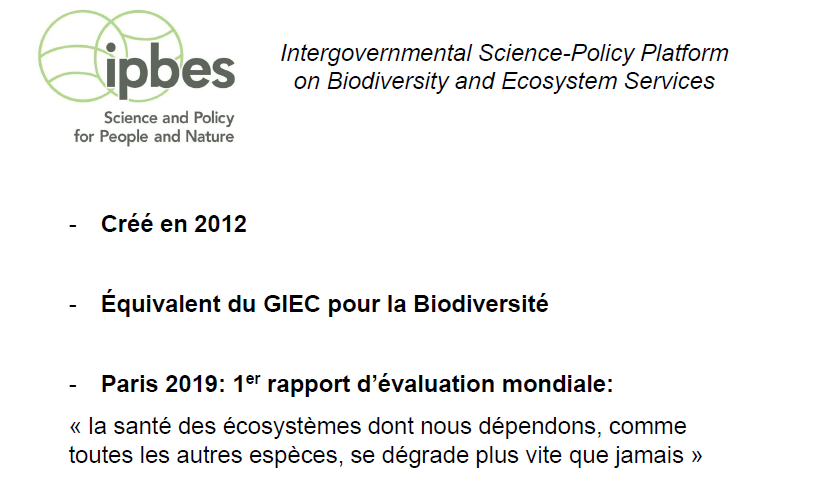 ipbes
Science and Policy
for People and Nature
Intergovernmental Science-Policy Platform
on Biodiversity and Ecosystem Services
- Créé en 2012
- Équivalent du GIEC pour la Biodiversité
- Paris 2019: 1er rapport d’évaluation mondiale:
« la santé des écosystèmes dont nous dépendons, comme
toutes les autres espèces, se dégrade plus vite que jamais »